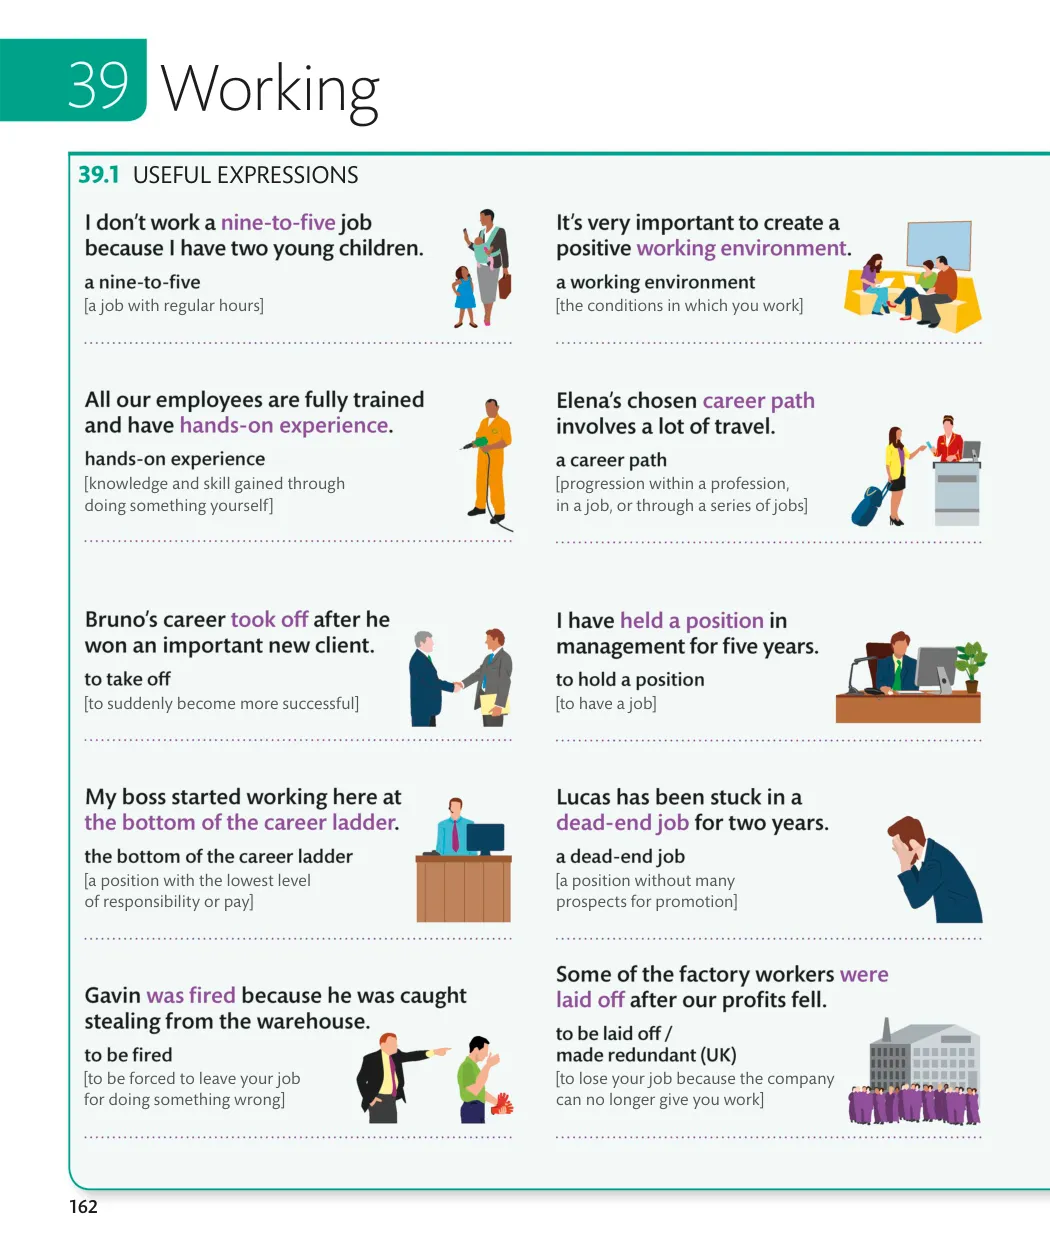 39 Working
39.1 USEFUL EXPRESSIONS
I don’t work a nine-to-five job
because I have two young children.
a nine-to-five
[a job with regular hours]
It’s very important to create a
positive working environment.
a working environment
[the conditions in which you work]
All our employees are fully trained
and have hands-on experience.
hands-on experience
[knowledge and skill gained through
doing something yourself]
Elena’s chosen career path
involves a lot of travel.
a career path
[progression within a profession,
in a job, or through a series of jobs]
Bruno’s career took off after he
won an important new client.
to take off
[to suddenly become more successful]
I have held a position in
management for five years.
to hold a position
[to have a job]
My boss started working here at
the bottom of the career ladder.
the bottom of the career ladder
[a position with the lowest level
of responsibility or pay]
Lucas has been stuck in a
dead-end job for two years.
a dead-end job
[a position without many
prospects for promotion]
Gavin was fired because he was caught
stealing from the warehouse.
to be fired
[to be forced to leave your job
for doing something wrong]
Some of the factory workers were
laid off after our profits fell.
to be laid off /
made redundant (UK)
[to lose your job because the company
can no longer give you work]
162